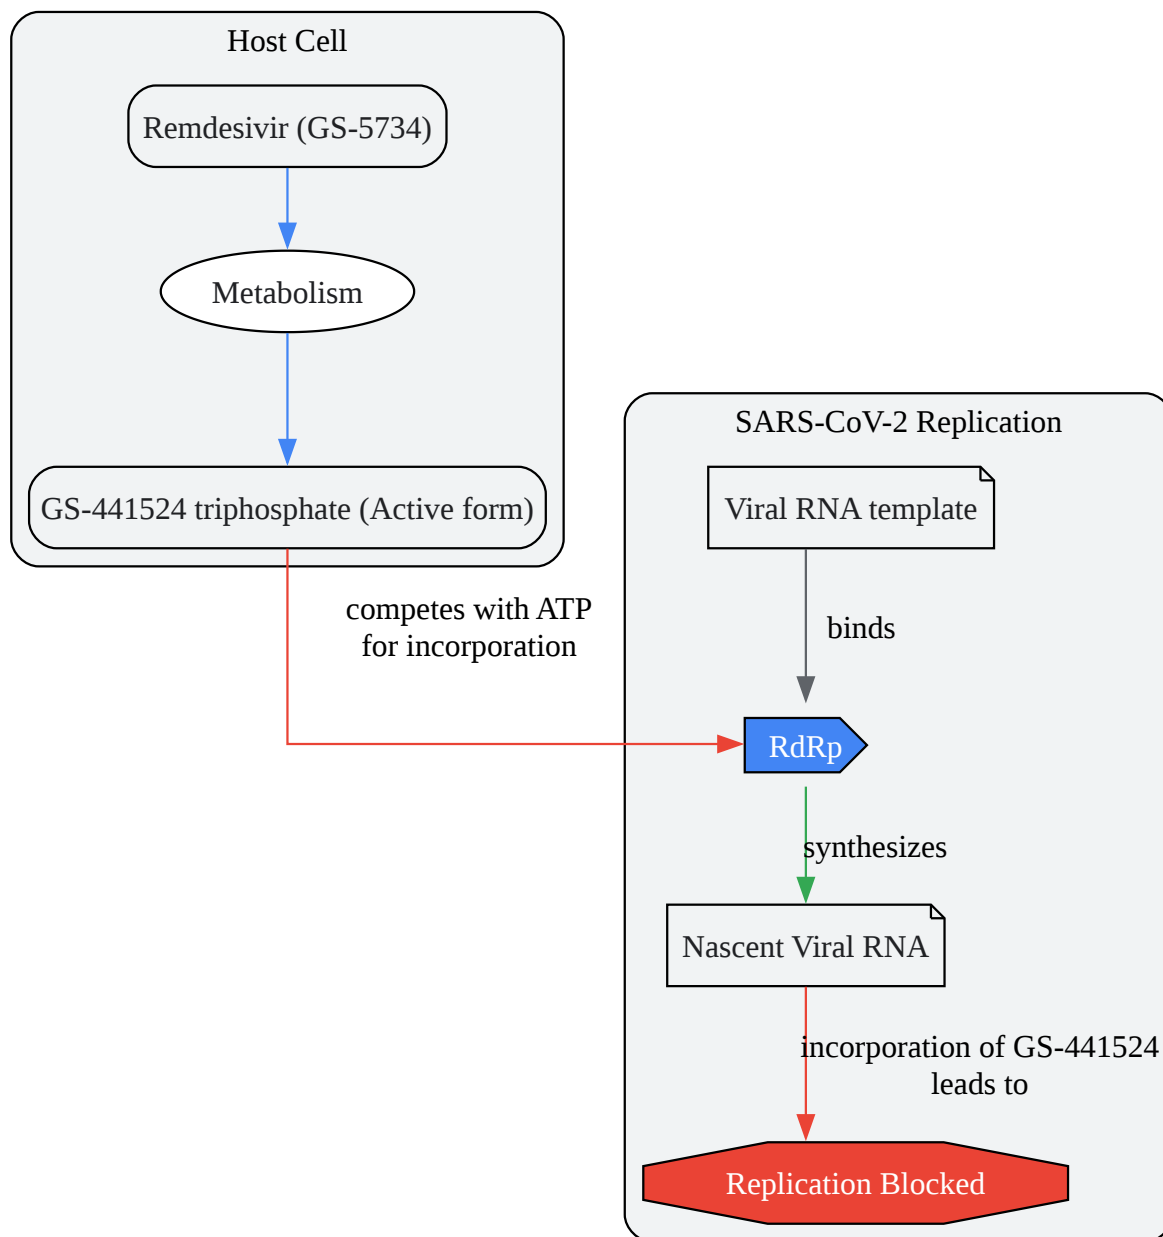 Host Cell
Remdesivir (GS-5734)
Metabolism
GS-441524 triphosphate (Active form)
competes with ATP
for incorporation
SARS-CoV-2 Replication
Viral RNA template
binds
RdRp
synthesizes
Nascent Viral RNA
incorporation of GS-441524
leads to
Replication Blocked